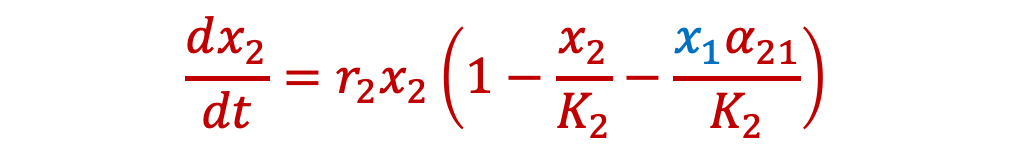 dx₂/dt = r₂x₂ (1 − x₂/K₂ − x₁α₂₁/K₂)